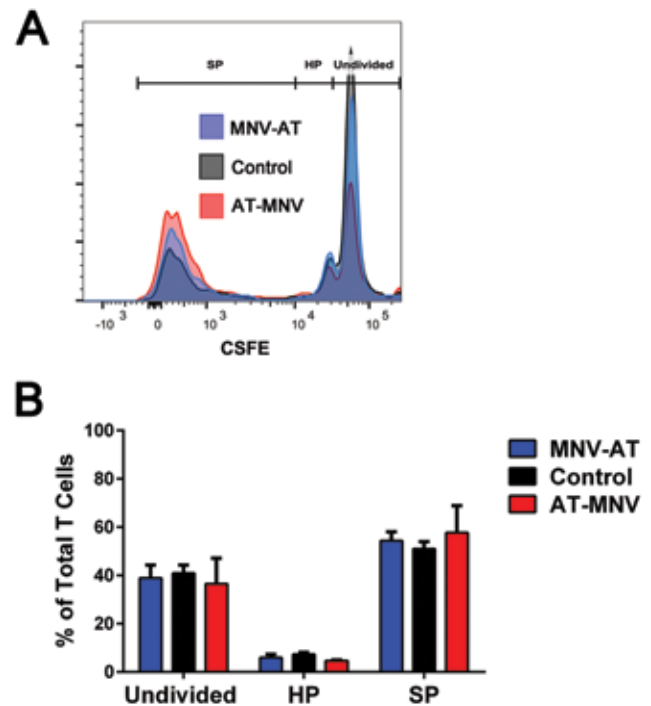 A
SP HP Undivided
MNV-AT
Control
AT-MNV
-10 3 0 10 3 10 4 10 5
CSFE
B
% of Total T Cells
100
80
60
40
20
0
MNV-AT
Control
AT-MNV
Undivided HP SP